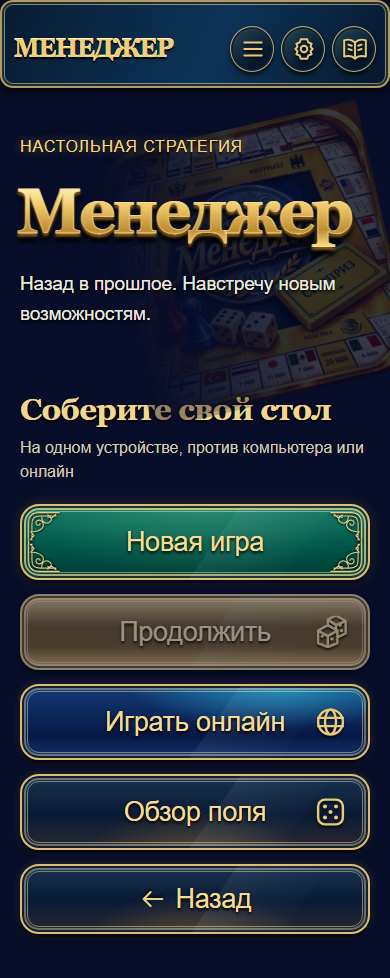 МЕНЕДЖЕР
НАСТОЛЬНАЯ СТРАТЕГИЯ
Менеджер
Назад в прошлое. Навстречу новым
возможностям.
Соберите свой стол
На одном устройстве, против компьютера или
онлайн
Новая игра
Продолжить
Играть онлайн
Обзор поля
← Назад